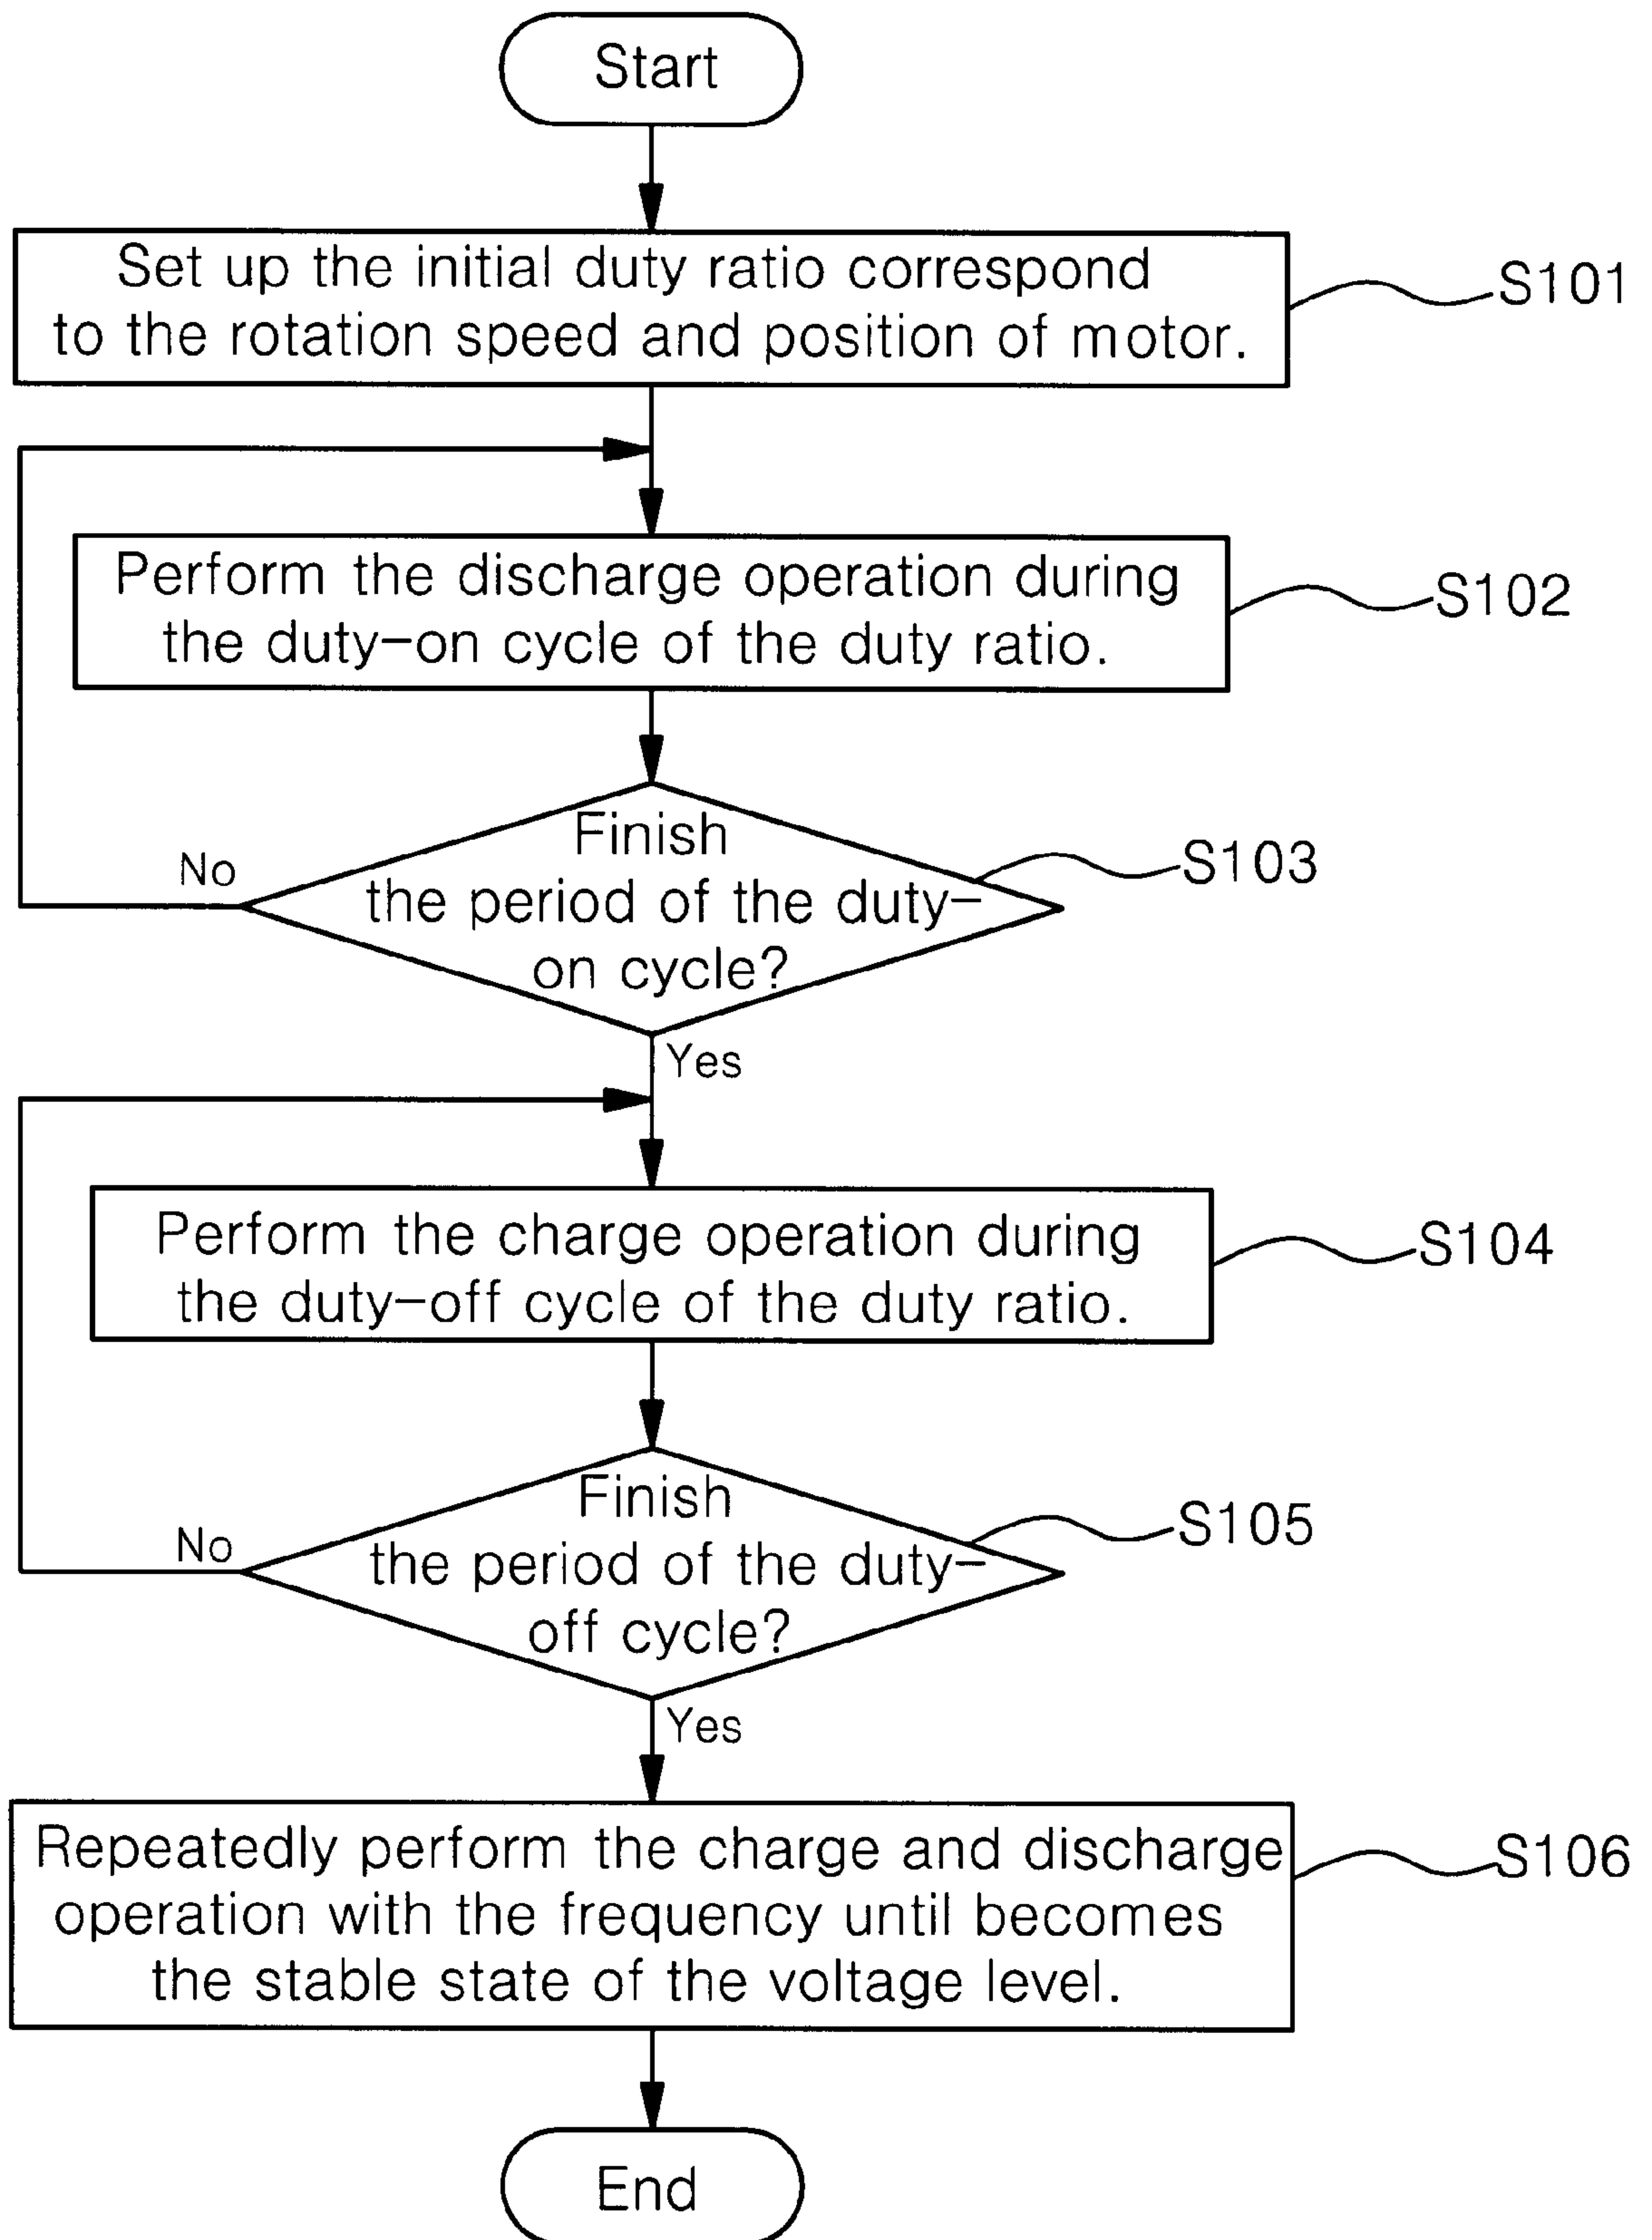 Start
Set up the initial duty ratio correspond
to the rotation speed and position of motor.
S101
Perform the discharge operation during
the duty-on cycle of the duty ratio.
S102
Finish
the period of the duty-
on cycle?
S103
No
Yes
Perform the charge operation during
the duty-off cycle of the duty ratio.
S104
Finish
the period of the duty-
off cycle?
S105
No
Yes
Repeatedly perform the charge and discharge
operation with the frequency until becomes
the stable state of the voltage level.
S106
End